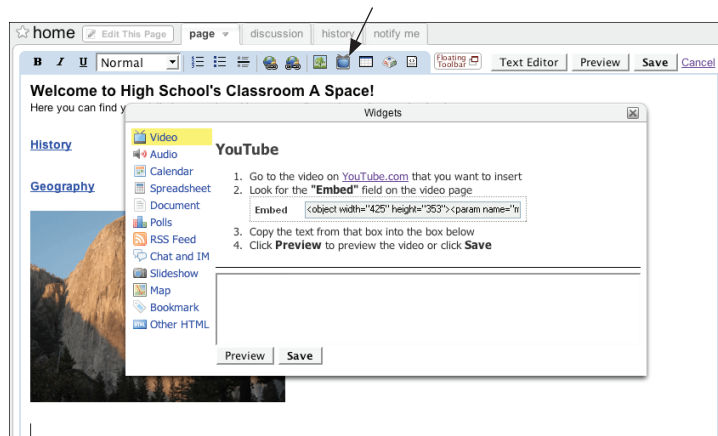 home Edit This Page page discussion history notify me
B I U Normal Floating Toolbar Text Editor Preview Save Cancel
Welcome to High School's Classroom A Space!
Here you can find
Widgets
History
Geography
Video
Audio
Calendar
Spreadsheet
Document
Polls
RSS Feed
Chat and IM
Slideshow
Map
Bookmark
Other HTML
YouTube
1. Go to the video on YouTube.com that you want to insert
2. Look for the "Embed" field on the video page
Embed <object width="425" height="353"><param name="m
3. Copy the text from that box into the box below
4. Click Preview to preview the video or click Save
Preview Save